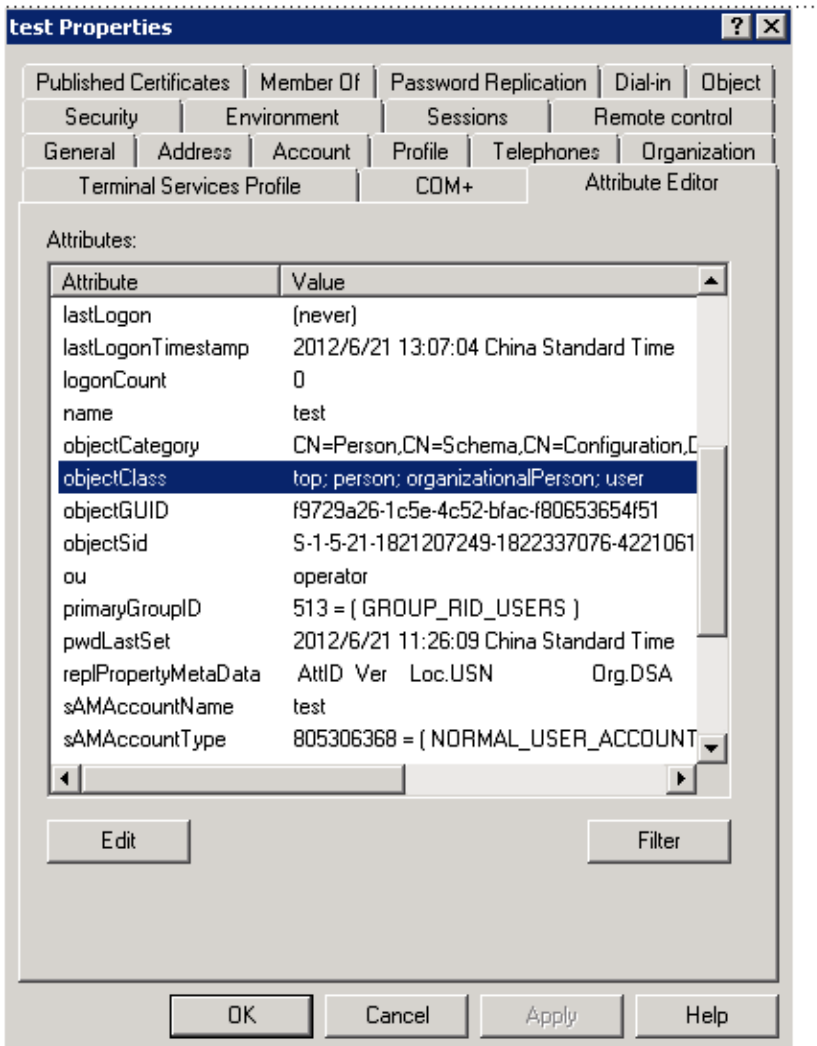 test Properties
Published Certificates Member Of Password Replication Dial-in Object
Security Environment Sessions Remote control
General Address Account Profile Telephones Organization
Terminal Services Profile COM+ Attribute Editor
Attributes:
Attribute Value
lastLogon (never)
lastLogonTimestamp 2012/6/21 13:07:04 China Standard Time
logonCount 0
name test
objectCategory CN=Person,CN=Schema,CN=Configuration,D
objectClass top; person; organizationalPerson; user
objectGUID f9729a26-1c5e-4c52-bfac-f80653654f51
objectSid S-1-5-21-1821207249-1822337076-4221061
ou operator
primaryGroupID 513 = ( GROUP_RID_USERS )
pwdLastSet 2012/6/21 11:26:09 China Standard Time
replPropertyMetaData AttID Ver Loc.USN Org.DSA
sAMAccountName test
sAMAccountType 805306368 = ( NORMAL_USER_ACCOUNT
Edit Filter
OK Cancel Apply Help